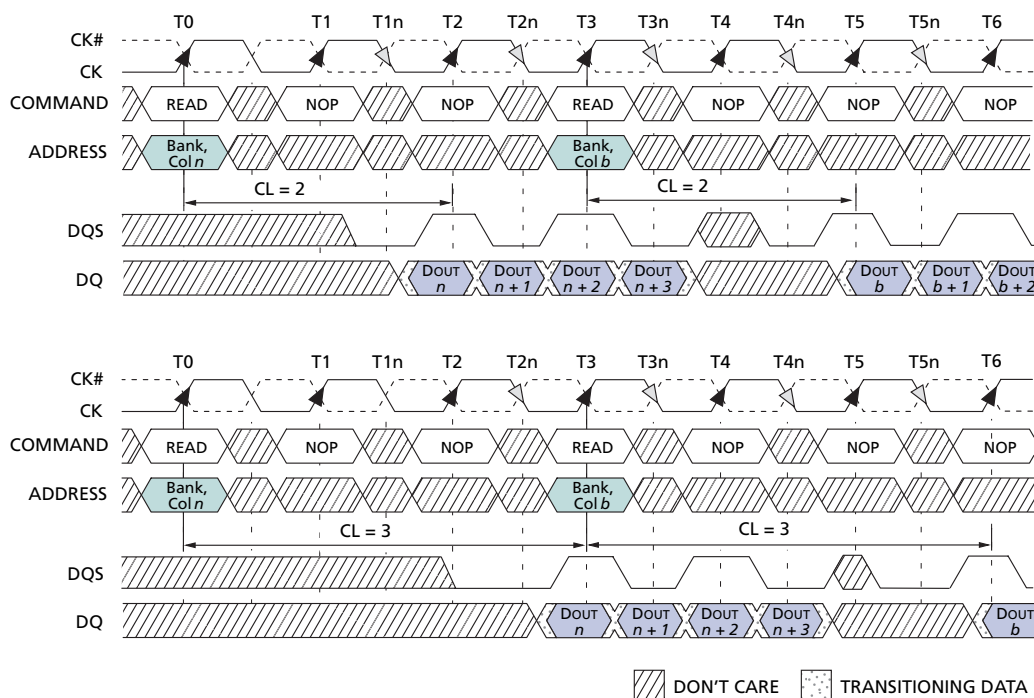 T0 T1 T1n T2 T2n T3 T3n T4 T4n T5 T5n T6
CK#
CK
COMMAND READ NOP NOP READ NOP NOP NOP
ADDRESS Bank, Col n Bank, Col b
CL = 2 CL = 2
DQS
DQ DOUT n DOUT n + 1 DOUT n + 2 DOUT n + 3 DOUT b DOUT b + 1 DOUT b + 2
T0 T1 T1n T2 T2n T3 T3n T4 T4n T5 T5n T6
CK#
CK
COMMAND READ NOP NOP READ NOP NOP NOP
ADDRESS Bank, Col n Bank, Col b
CL = 3 CL = 3
DQS
DQ DOUT n DOUT n + 1 DOUT n + 2 DOUT n + 3 DOUT b
DON'T CARE TRANSITIONING DATA